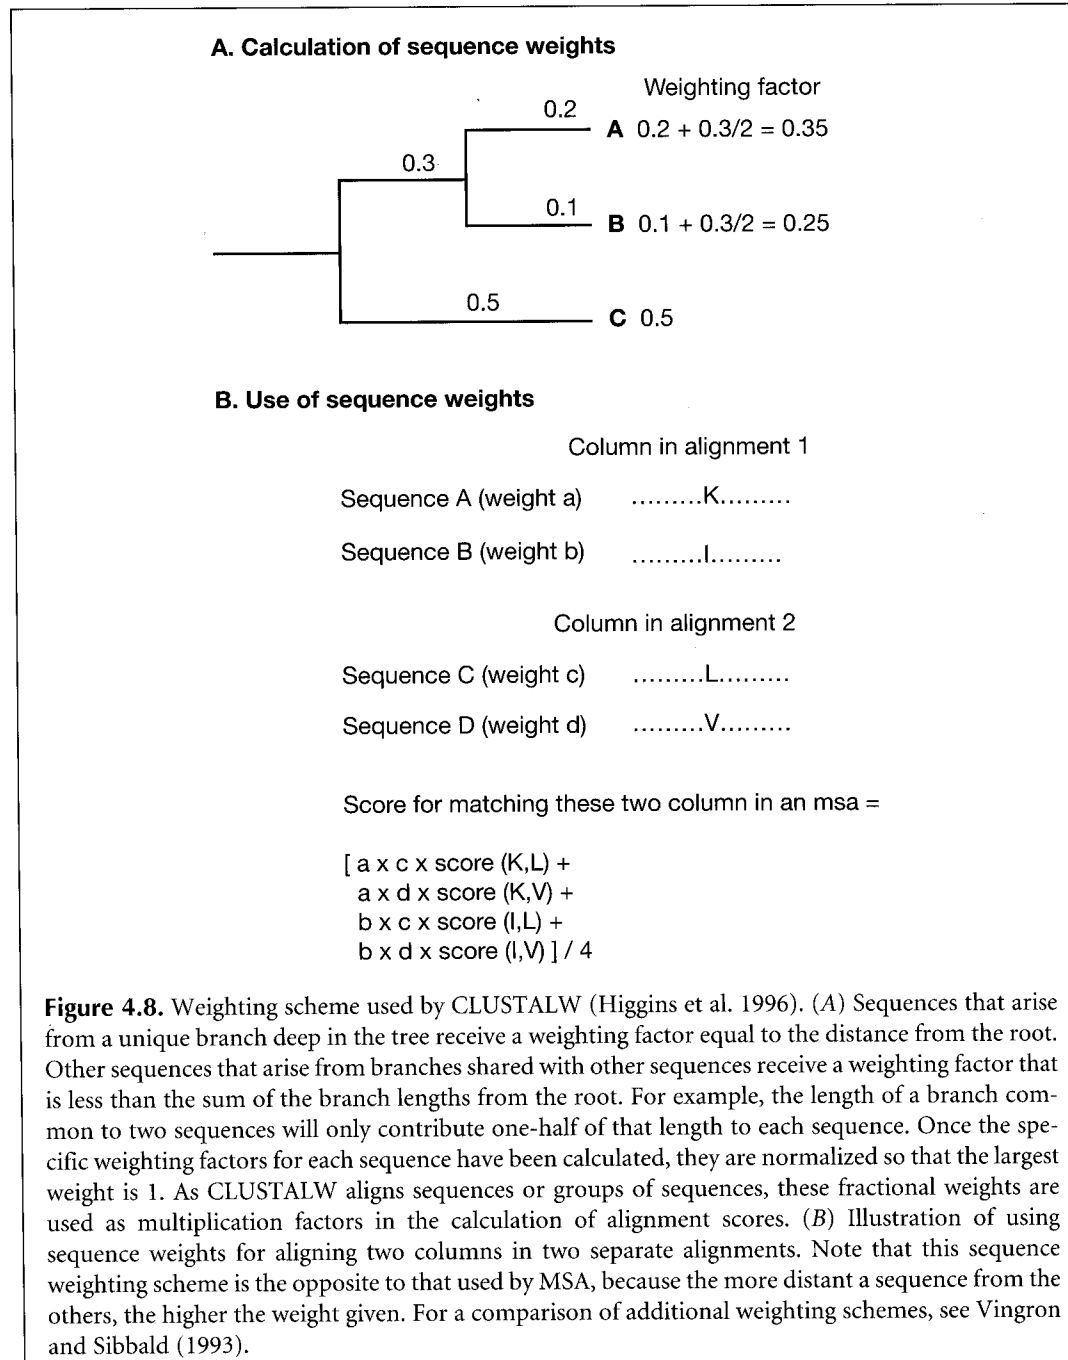 A. Calculation of sequence weights
Weighting factor
0.2
A 0.2 + 0.3/2 = 0.35
0.3
0.1
B 0.1 + 0.3/2 = 0.25
0.5
C 0.5
B. Use of sequence weights
Column in alignment 1
Sequence A (weight a) .........K.........
Sequence B (weight b) .........I.........
Column in alignment 2
Sequence C (weight c) .........L.........
Sequence D (weight d) .........V.........
Score for matching these two column in an msa =
[ a x c x score (K,L) +
a x d x score (K,V) +
b x c x score (I,L) +
b x d x score (I,V) ] / 4
Figure 4.8. Weighting scheme used by CLUSTALW (Higgins et al. 1996). (A) Sequences that arise
from a unique branch deep in the tree receive a weighting factor equal to the distance from the root.
Other sequences that arise from branches shared with other sequences receive a weighting factor that
is less than the sum of the branch lengths from the root. For example, the length of a branch com-
mon to two sequences will only contribute one-half of that length to each sequence. Once the spe-
cific weighting factors for each sequence have been calculated, they are normalized so that the largest
weight is 1. As CLUSTALW aligns sequences or groups of sequences, these fractional weights are
used as multiplication factors in the calculation of alignment scores. (B) Illustration of using
sequence weights for aligning two columns in two separate alignments. Note that this sequence
weighting scheme is the opposite to that used by MSA, because the more distant a sequence from the
others, the higher the weight given. For a comparison of additional weighting schemes, see Vingron
and Sibbald (1993).